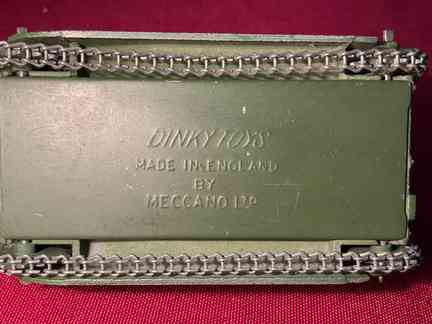 DINKY TOYS
MADE IN ENGLAND
BY
MECCANO LTD